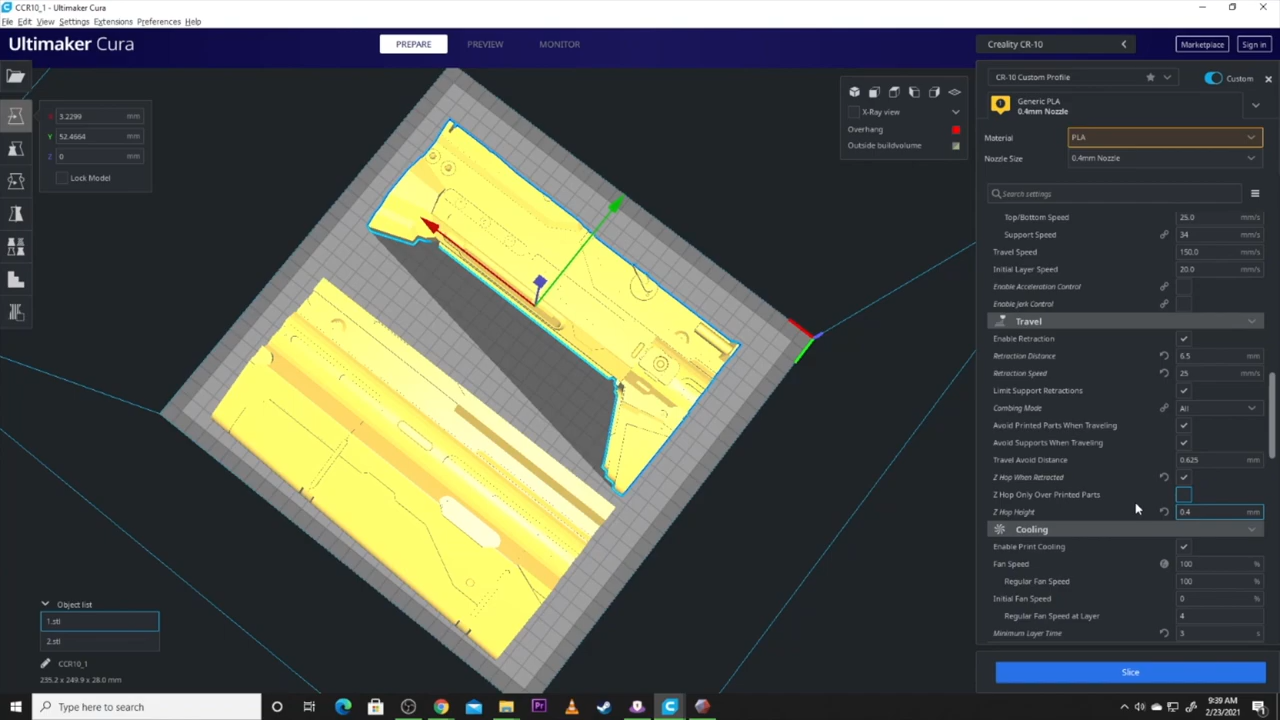 CCR10_1 - Ultimaker Cura
File Edit View Settings Extensions Preferences Help
Ultimaker Cura
PREPARE PREVIEW MONITOR
Creality CR-10
Marketplace Sign in
X 3.2299 mm
Y 52.4664 mm
Z 0 mm
Lock Model
X-Ray view
Overhang
Outside buildvolume
CR-10 Custom Profile
Custom
Generic PLA
0.4mm Nozzle
Material PLA
Nozzle Size 0.4mm Nozzle
Search settings
Top/Bottom Speed 25.0 mm/s
Support Speed 34 mm/s
Travel Speed 150.0 mm/s
Initial Layer Speed 20.0 mm/s
Enable Acceleration Control
Enable Jerk Control
Travel
Enable Retraction
Retraction Distance 6.5 mm
Retraction Speed 25 mm/s
Limit Support Retractions
Combing Mode All
Avoid Printed Parts When Traveling
Avoid Supports When Traveling
Travel Avoid Distance 0.625 mm
Z Hop When Retracted
Z Hop Only Over Printed Parts
Z Hop Height 0.4 mm
Cooling
Enable Print Cooling
Fan Speed 100 %
Regular Fan Speed 100 %
Initial Fan Speed 0 %
Regular Fan Speed at Layer 4
Minimum Layer Time 3 s
Slice
Object list
1.stl
2.stl
CCR10_1
235.2 x 249.9 x 28.0 mm
Type here to search
9:39 AM
2/23/2021